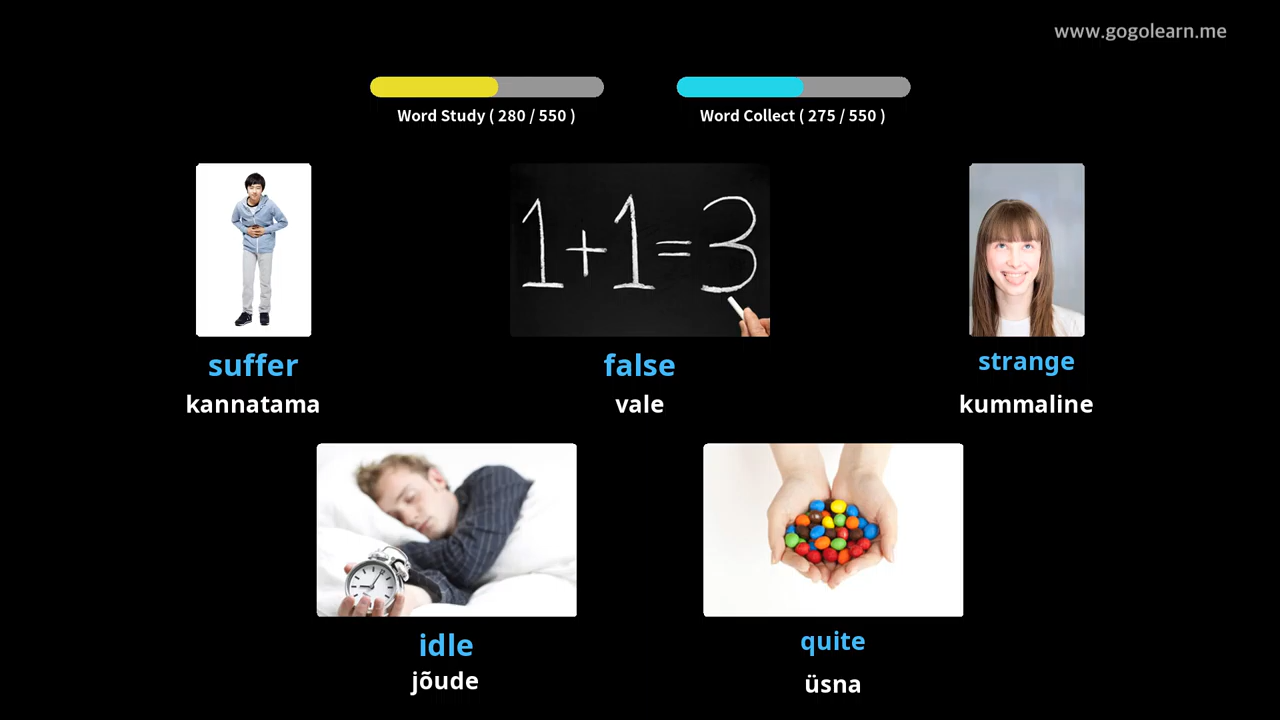 www.gogolearn.me
Word Study ( 280 / 550 )
Word Collect ( 275 / 550 )
1+1=3
suffer
kannatama
false
vale
strange
kummaline
idle
jõude
quite
üsna